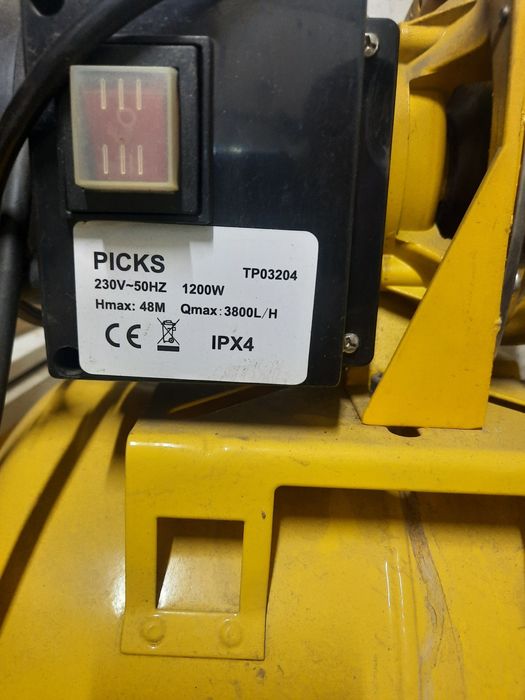 PICKS TP03204
230V~50HZ 1200W
Hmax: 48M Qmax: 3800L/H
CE IPX4